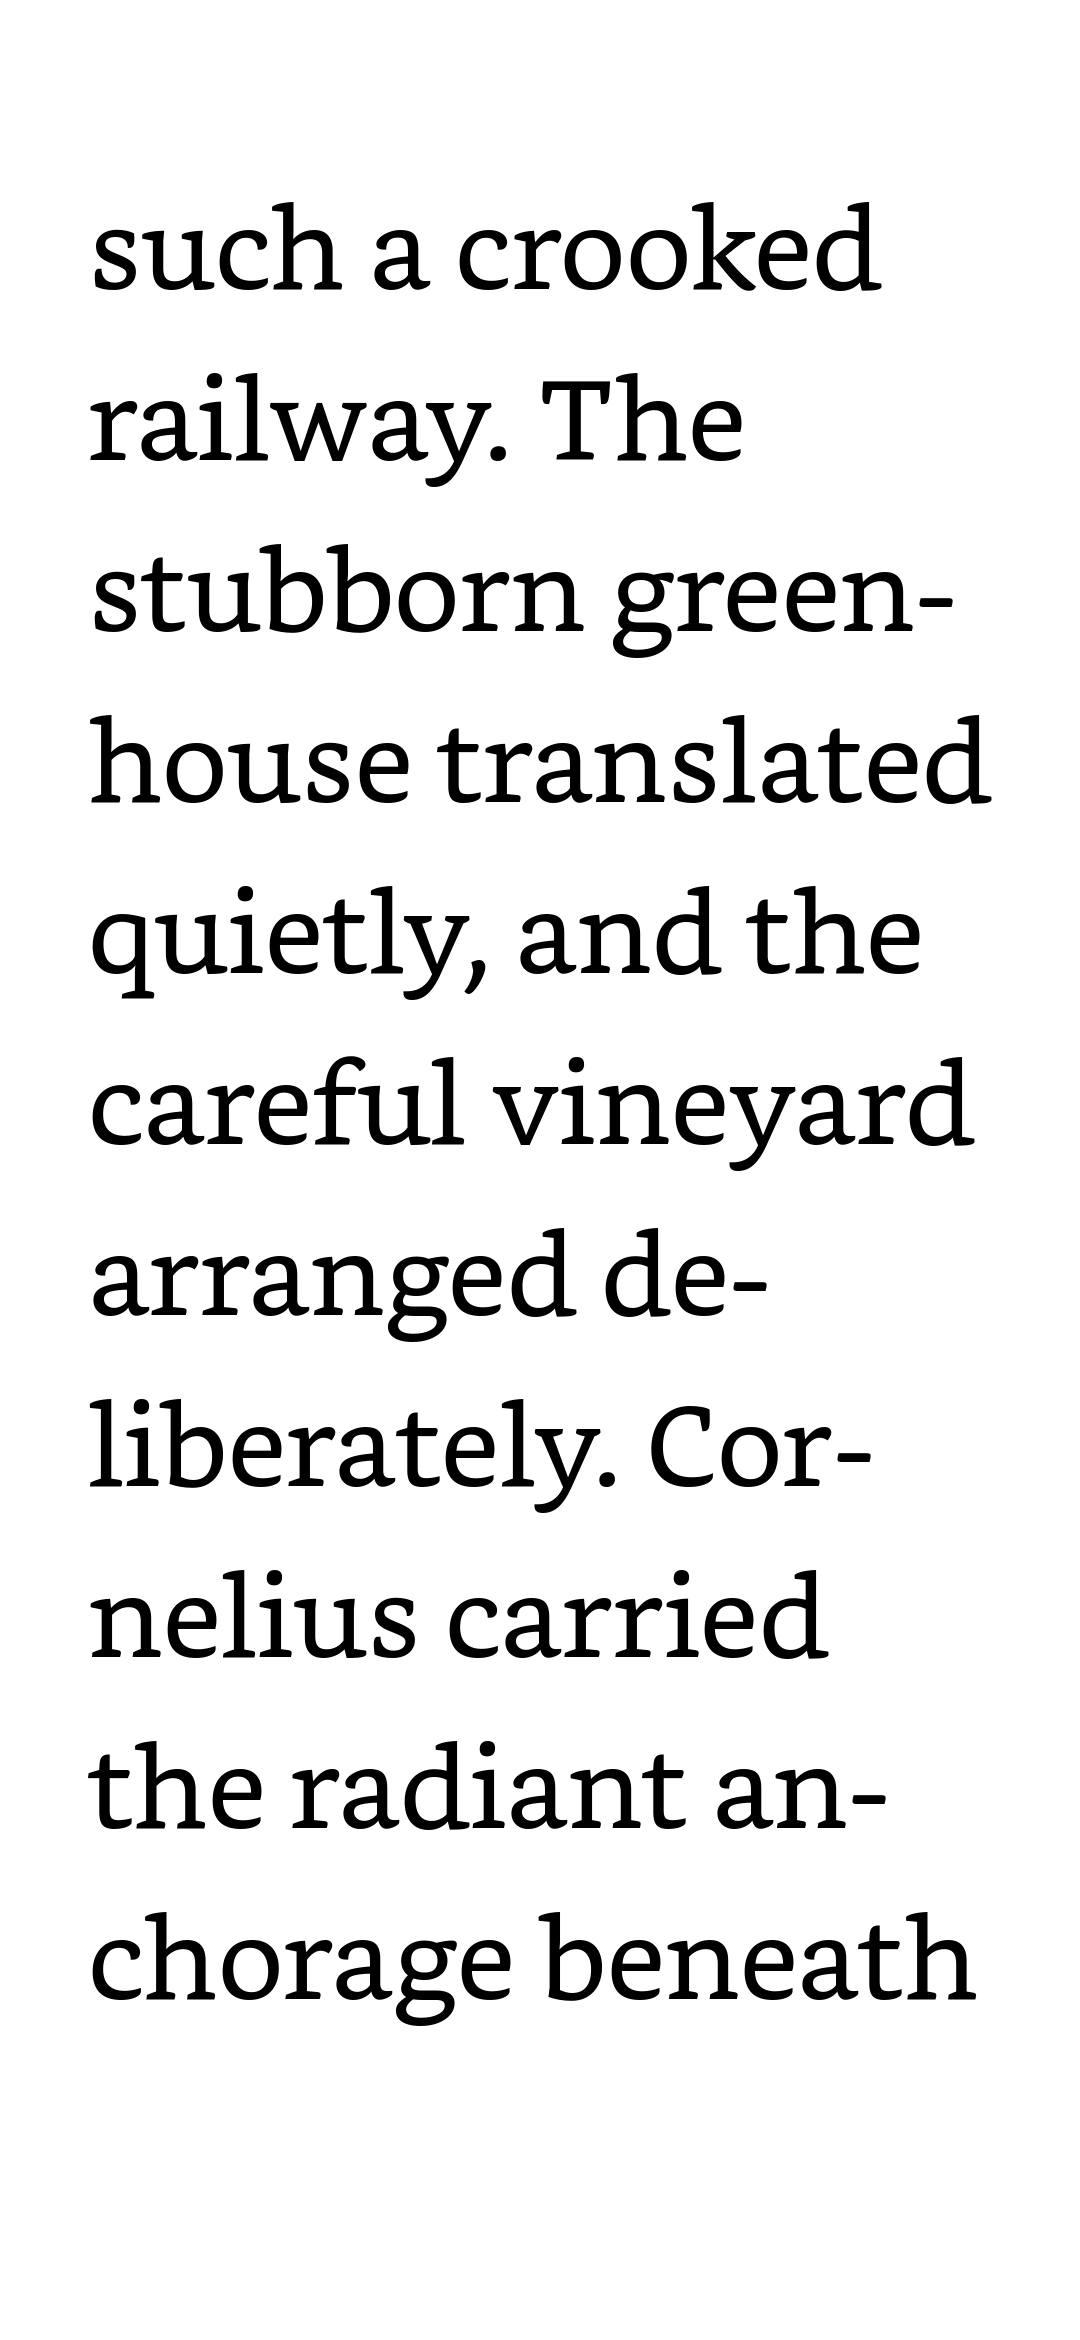 such a crooked
railway. The
stubborn green-
house translated
quietly, and the
careful vineyard
arranged de-
liberately. Cor-
nelius carried
the radiant an-
chorage beneath